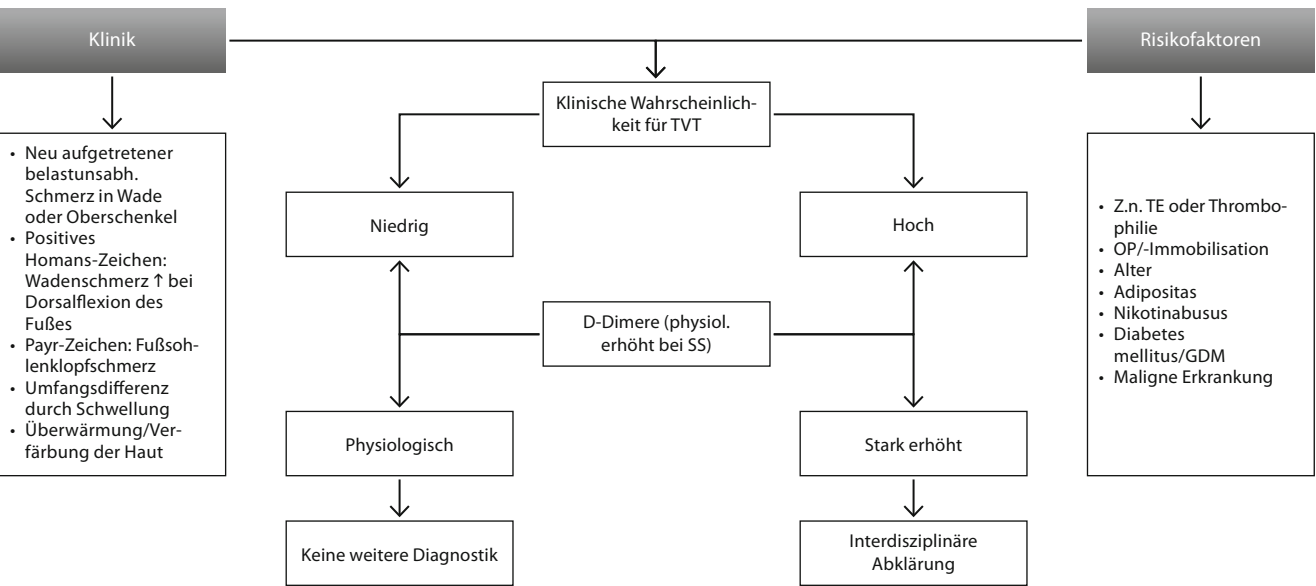 Klinik
Risikofaktoren
Klinische Wahrscheinlich-
keit für TVT
• Neu aufgetretener
belastunsabh.
Schmerz in Wade
oder Oberschenkel
• Positives
Homans-Zeichen:
Wadenschmerz ↑ bei
Dorsalflexion des
Fußes
• Payr-Zeichen: Fußsoh-
lenklopfschmerz
• Umfangsdifferenz
durch Schwellung
• Überwärmung/Ver-
färbung der Haut
Niedrig
Hoch
D-Dimere (physiol.
erhöht bei SS)
Physiologisch
Stark erhöht
Keine weitere Diagnostik
Interdisziplinäre
Abklärung
• Z.n. TE oder Thrombo-
philie
• OP/-Immobilisation
• Alter
• Adipositas
• Nikotinabusus
• Diabetes
mellitus/GDM
• Maligne Erkrankung